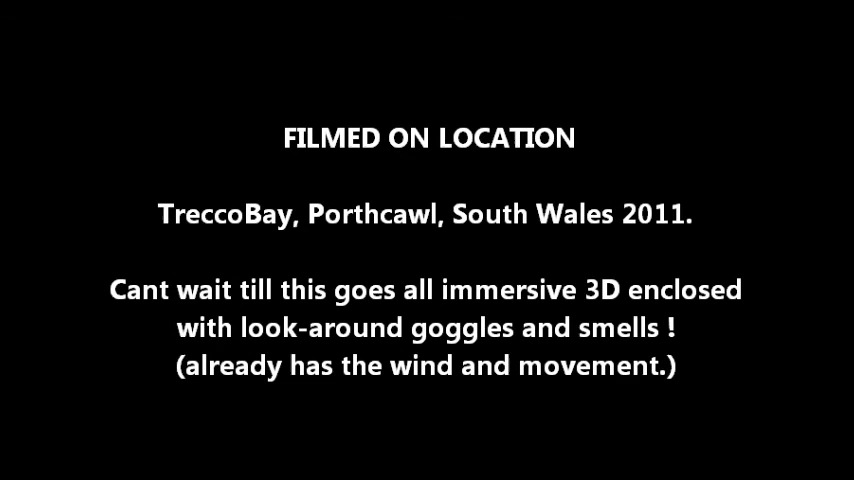 FILMED ON LOCATION
TreccoBay, Porthcawl, South Wales 2011.
Cant wait till this goes all immersive 3D enclosed
with look-around goggles and smells !
(already has the wind and movement.)